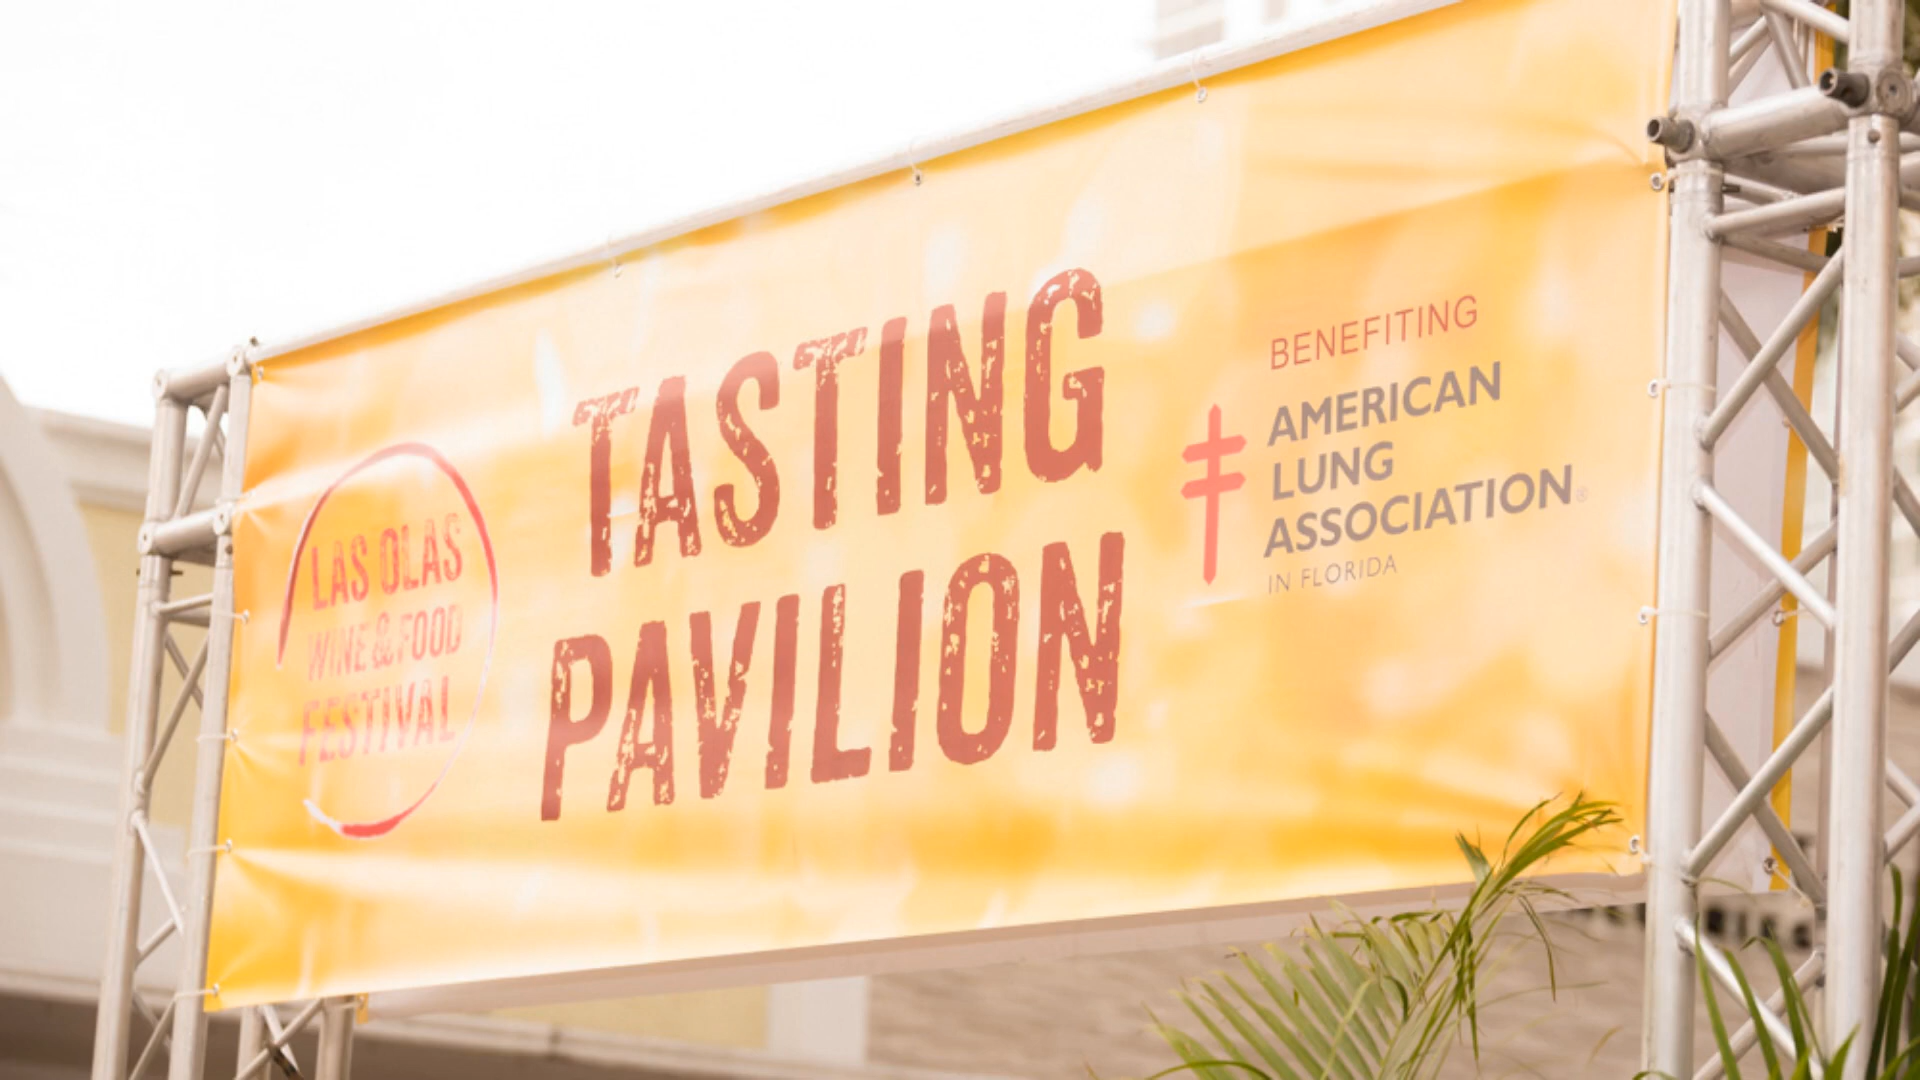 LAS OLAS
WINE & FOOD
FESTIVAL
TASTING
PAVILION
BENEFITING
AMERICAN
LUNG
ASSOCIATION®
IN FLORIDA